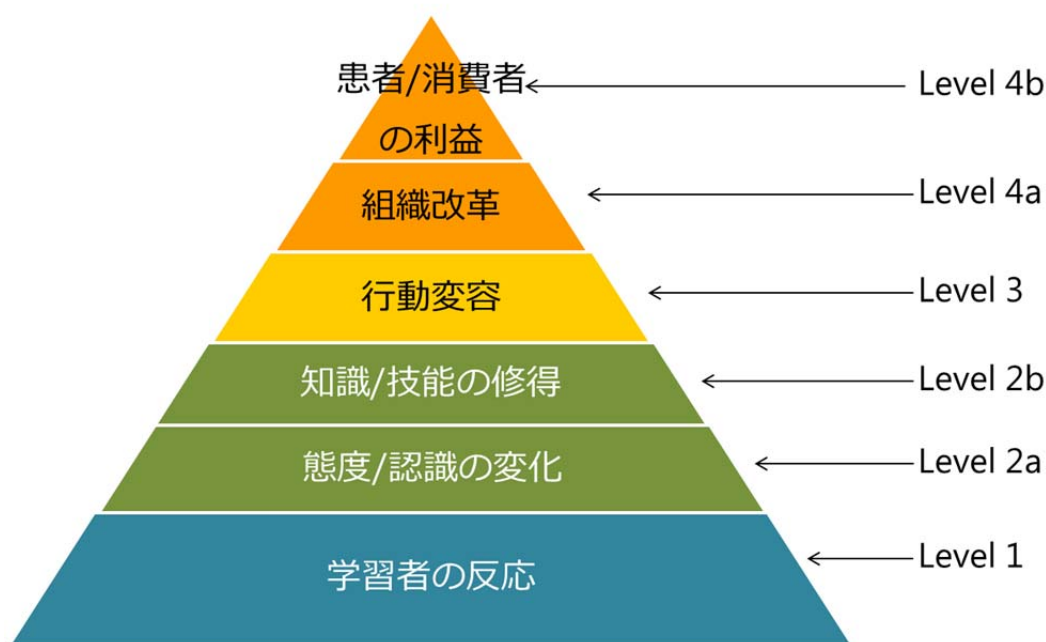 患者/消費者
の利益
Level 4b
組織改革
Level 4a
行動変容
Level 3
知識/技能の修得
Level 2b
態度/認識の変化
Level 2a
学習者の反応
Level 1